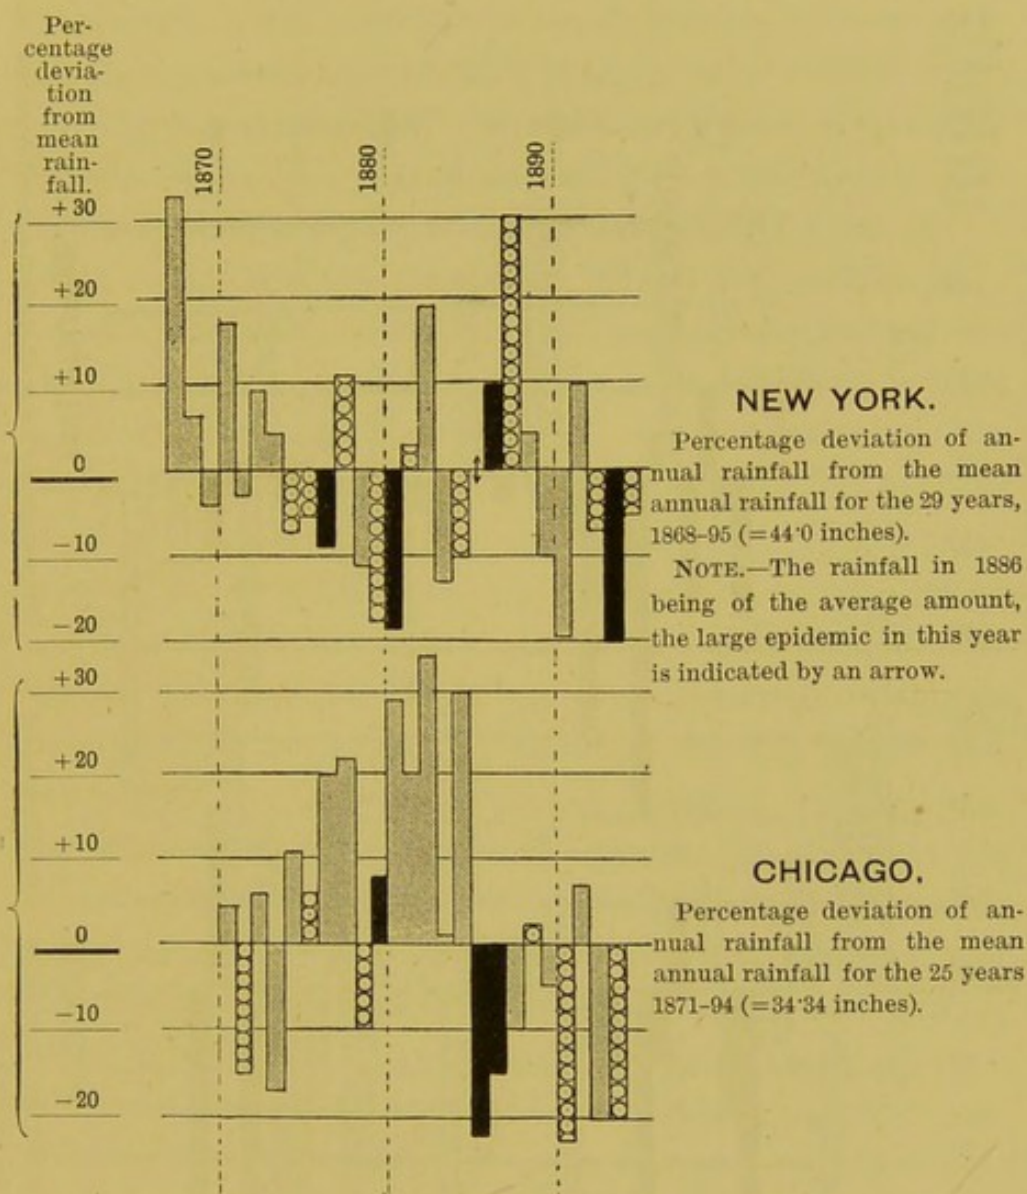 Per-
centage
devia-
tion
from
mean
rain-
fall.
1870
1880
1890
+30
+20
+10
0
−10
−20
NEW YORK.
Percentage deviation of an-
nual rainfall from the mean
annual rainfall for the 29 years,
1868–95 (=44·0 inches).
NOTE.—The rainfall in 1886
being of the average amount,
the large epidemic in this year
is indicated by an arrow.
+30
+20
+10
0
−10
−20
CHICAGO.
Percentage deviation of an-
nual rainfall from the mean
annual rainfall for the 25 years
1871–94 (=34·34 inches).